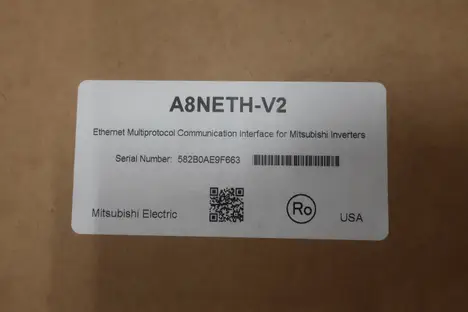 A8NETH-V2
Ethernet Multiprotocol Communication Interface for Mitsubishi Inverters
Serial Number: 582B0AE9F663
Ro
Mitsubishi Electric
USA